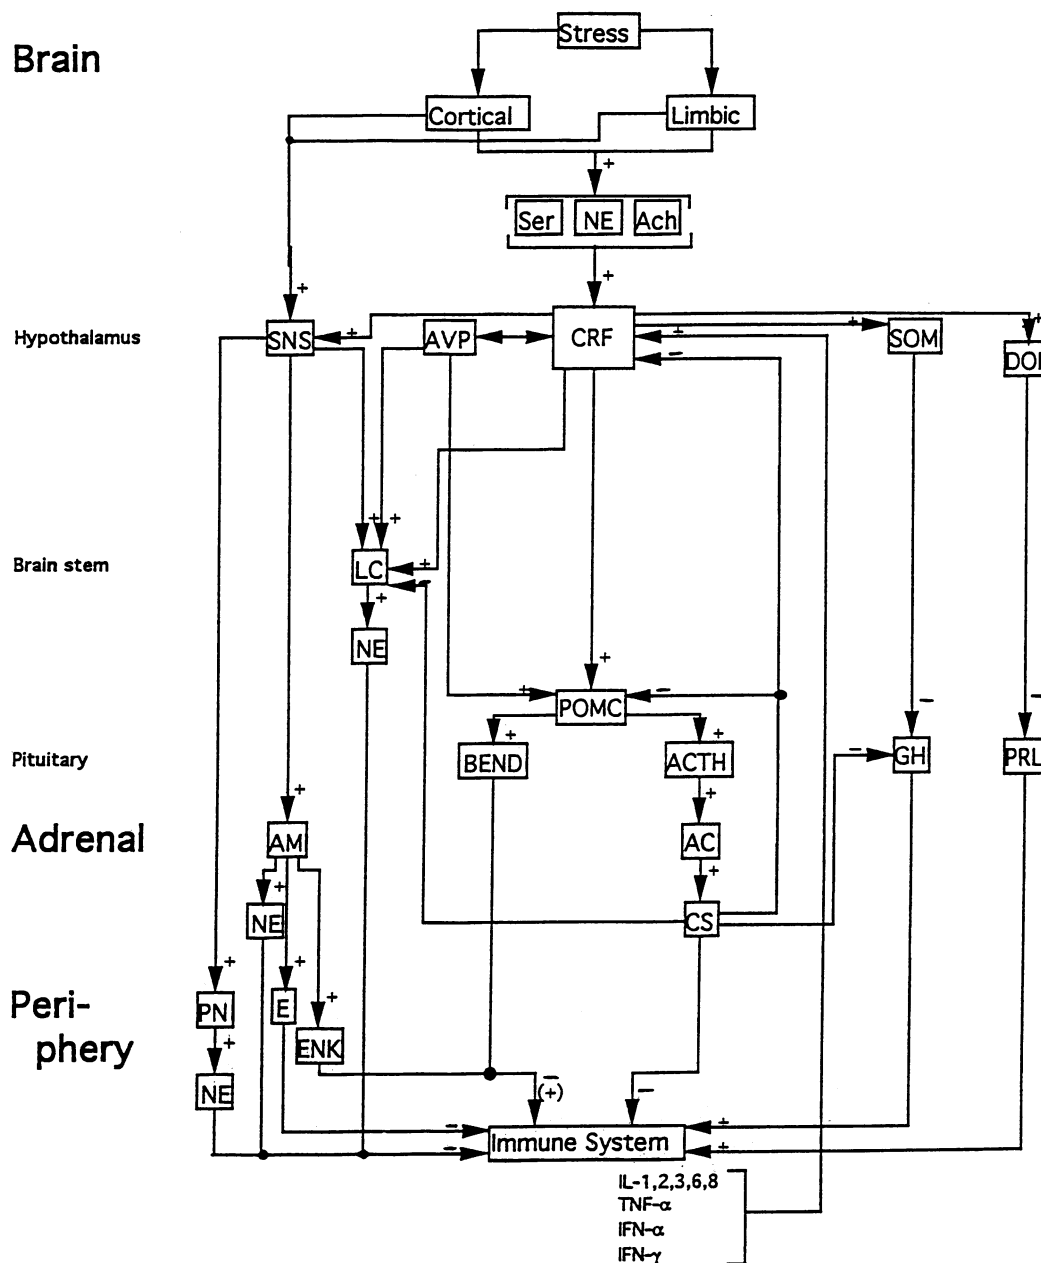 Stress
Brain
Cortical
Limbic
+
Ser
NE
Ach
+
+
Hypothalamus
SNS
+
AVP
CRF
+
-
+
SOM
+
DOI
Brain stem
+
+
LC
+
-
+
NE
+
+
POMC
-
-
-
+
+
Pituitary
BEND
ACTH
-
GH
PRL
+
+
Adrenal
AM
AC
+
+
NE
CS
+
+
+
Peri-
phery
PN
E
ENK
+
NE
-
(+)
-
-
+
Immune System
-
+
IL-1,2,3,6,8
TNF-α
IFN-α
IFN-γ